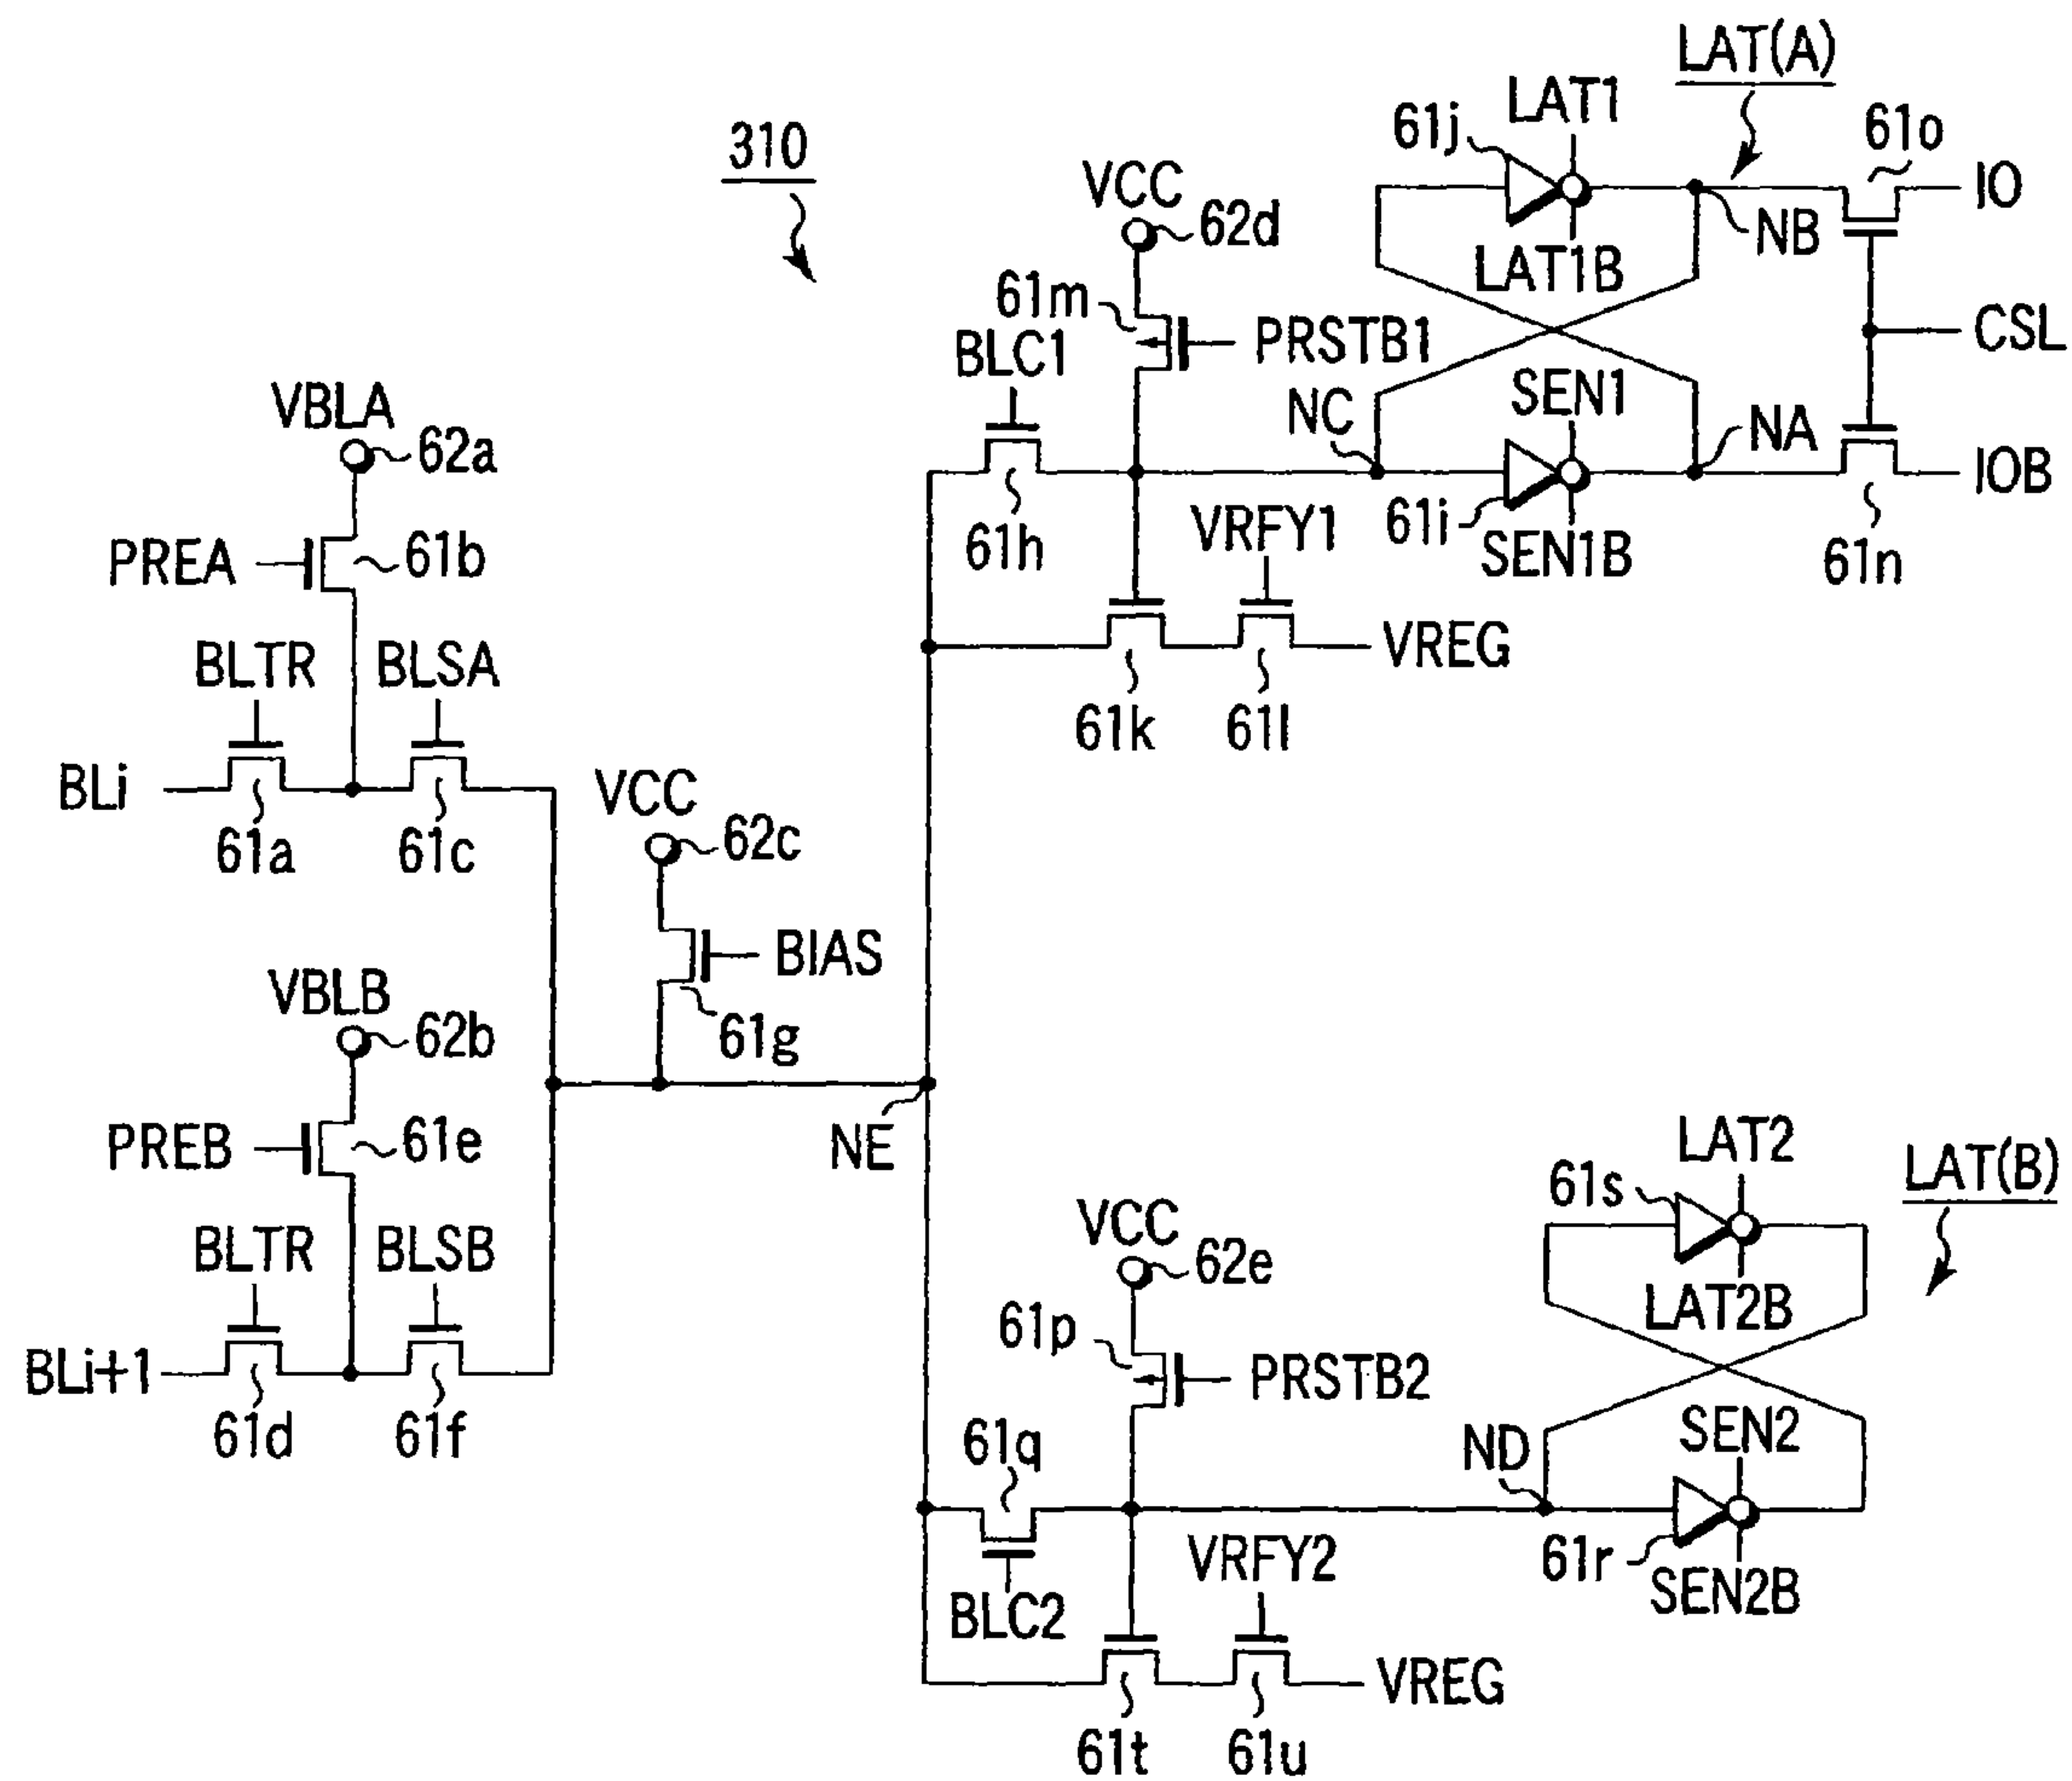 LAT(A)
LAT1
61j
61o
310
VCC
62d
IO
NB
LAT1B
61m
PRSTB1
CSL
BLC1
SEN1
NC
NA
VBLA
62a
IOB
61i
VRFY1
61h
SEN1B
61n
PREA
61b
VREG
BLTR
BLSA
61k
61l
BLi
VCC
62c
61a
61c
BIAS
VBLB
62b
61g
PREB
61e
NE
LAT2
61s
LAT(B)
VCC
62e
BLTR
BLSB
LAT2B
61p
BLi+1
PRSTB2
61d
61f
61q
ND
SEN2
VRFY2
61r
BLC2
SEN2B
VREG
61t
61u